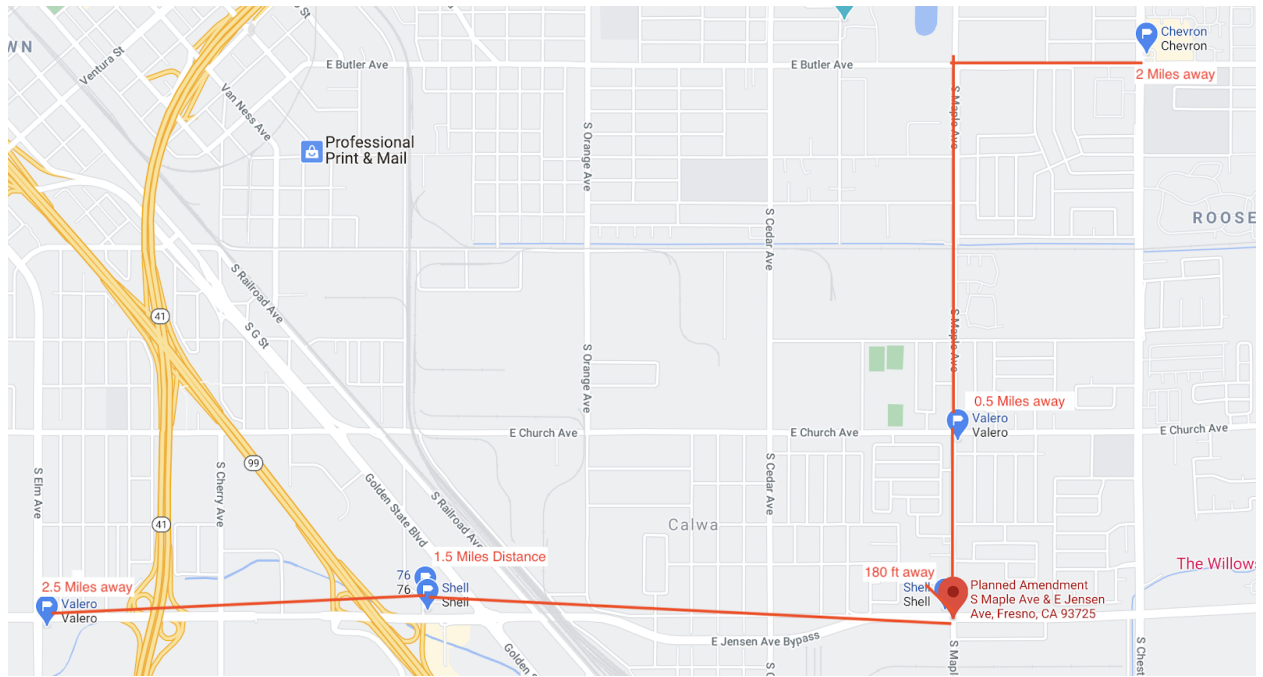 St
WN
Ventura St
Van Ness Ave
E Butler Ave
E Butler Ave
Chevron
Chevron
2 Miles away
S Maple Ave
Professional
Print & Mail
S Orange Ave
S Cedar Ave
ROOSE
S Railroad Ave
41
S G St
S Orange Ave
S Maple Ave
0.5 Miles away
Valero
Valero
E Church Ave
E Church Ave
E Church Ave
99
S Elm Ave
S Cherry Ave
Golden State Blvd
S Railroad Ave
S Cedar Ave
Calwa
41
1.5 Miles Distance
2.5 Miles away
Valero
Valero
76
76
Shell
Shell
180 ft away
Shell
Shell
Planned Amendment
S Maple Ave & E Jensen
Ave, Fresno, CA 93725
The Willows
E Jensen Ave Bypass
Golden S
S C
S Mapl
S Chest